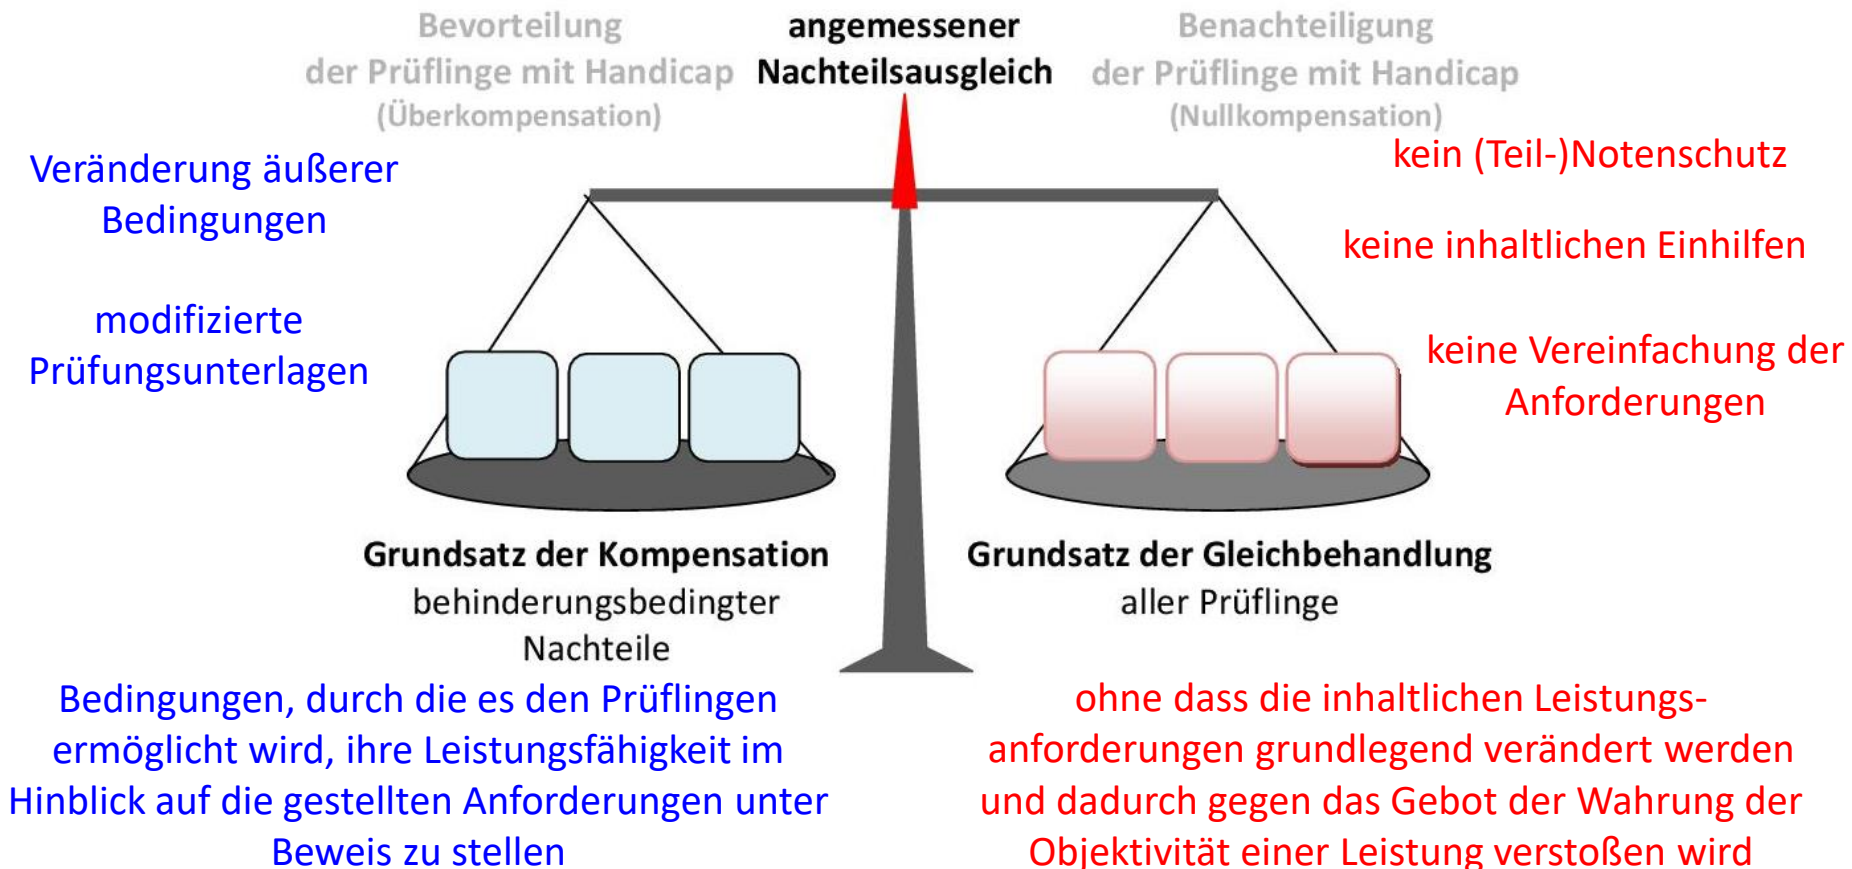 Bevorteilung
der Prüflinge mit Handicap
(Überkompensation)
angemessener
Nachteilsausgleich
Benachteiligung
der Prüflinge mit Handicap
(Nullkompensation)
Veränderung äußerer
Bedingungen
modifizierte
Prüfungsunterlagen
kein (Teil-)Notenschutz
keine inhaltlichen Einhilfen
keine Vereinfachung der
Anforderungen
Grundsatz der Kompensation
behinderungsbedingter
Nachteile
Grundsatz der Gleichbehandlung
aller Prüflinge
Bedingungen, durch die es den Prüflingen
ermöglicht wird, ihre Leistungsfähigkeit im
Hinblick auf die gestellten Anforderungen unter
Beweis zu stellen
ohne dass die inhaltlichen Leistungs-
anforderungen grundlegend verändert werden
und dadurch gegen das Gebot der Wahrung der
Objektivität einer Leistung verstoßen wird